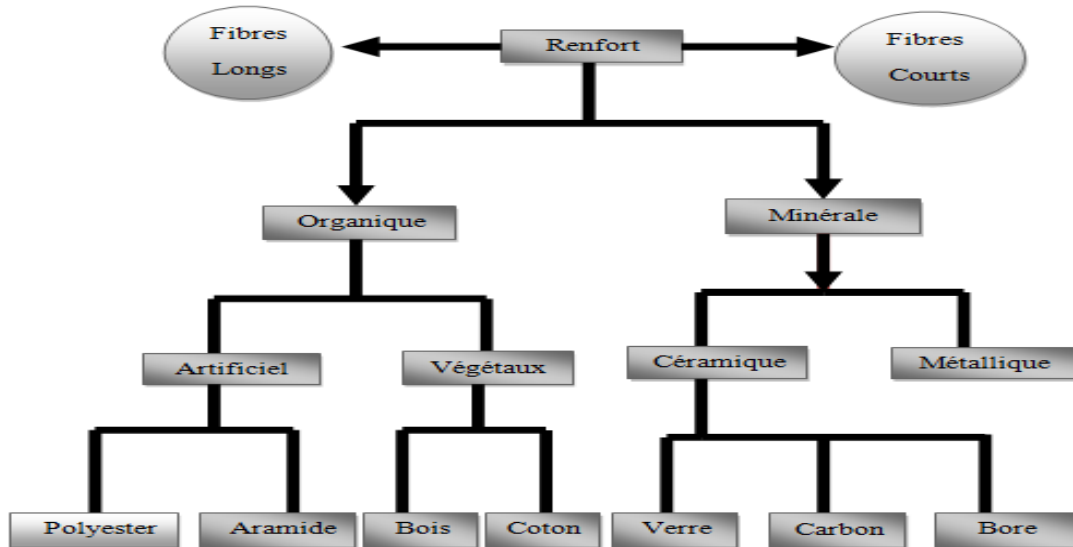 Fibres
Longs
Renfort
Fibres
Courts
Organique
Minérale
Artificiel
Végétaux
Céramique
Métallique
Polyester
Aramide
Bois
Coton
Verre
Carbon
Bore